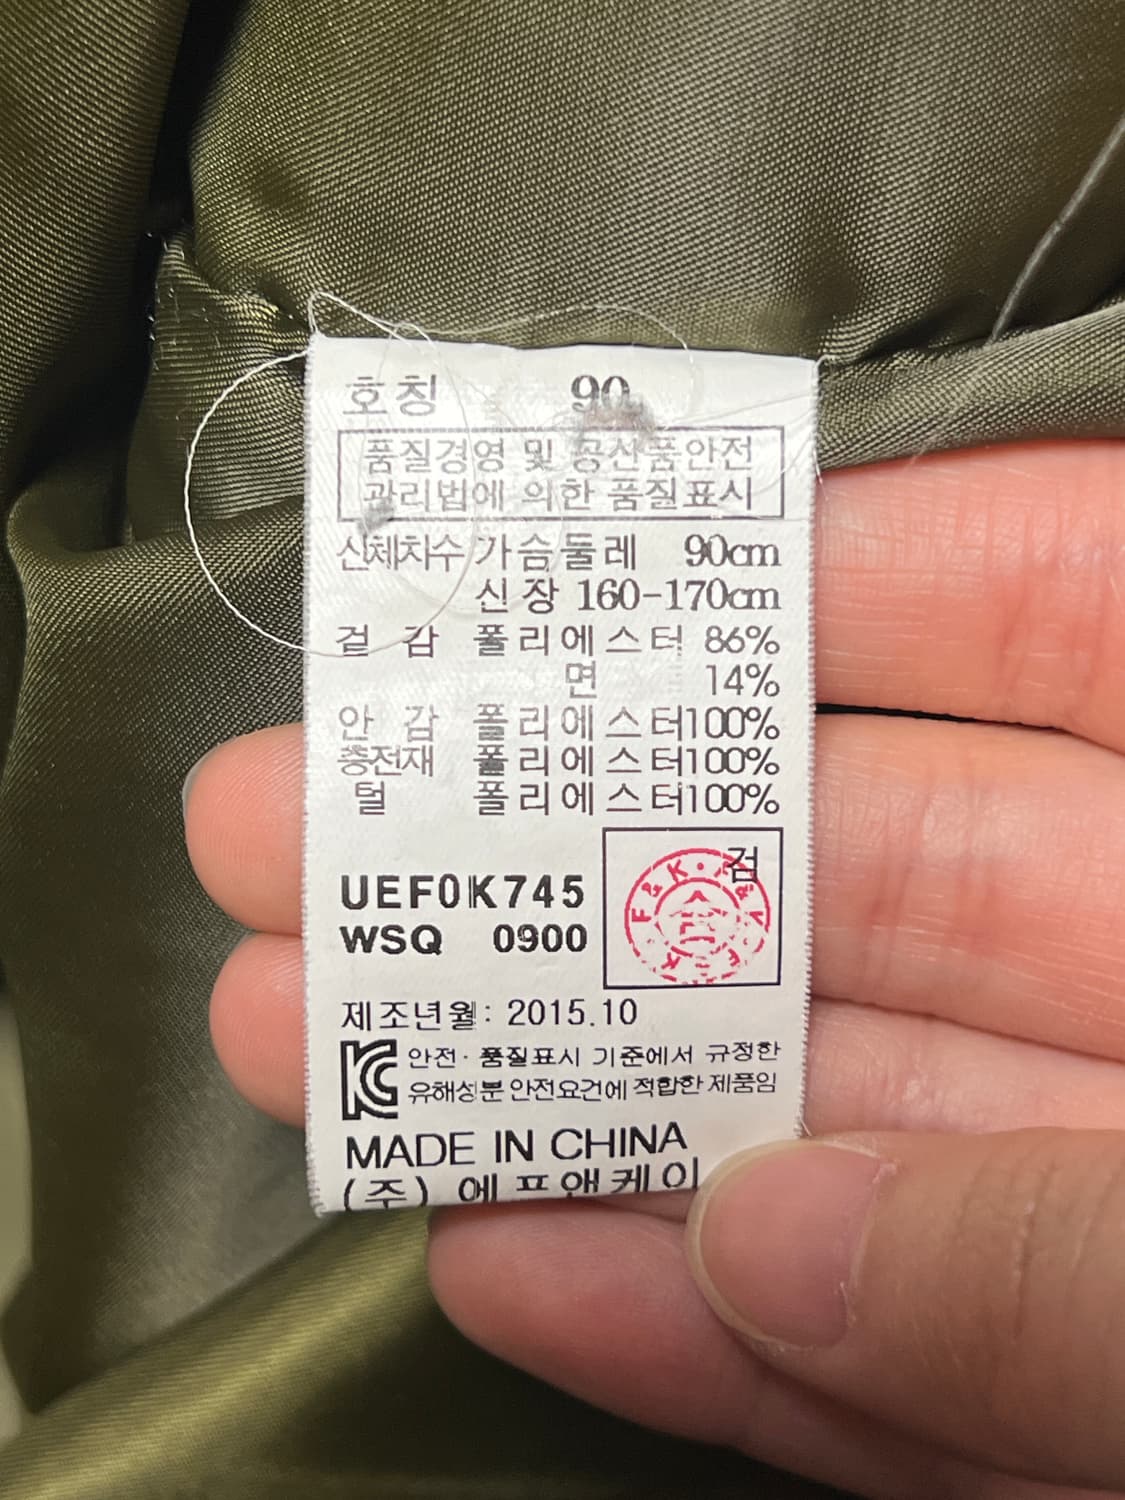 호칭 90
품질경영 및 공산품안전
관리법에 의한 품질표시
신체치수 가슴둘레 90cm
신장 160-170cm
겉감 폴리에스터 86%
면 14%
안감 폴리에스터100%
충전재 폴리에스터100%
털 폴리에스터100%
검
F&K
UEF0K745
WSQ 0900
제조년월: 2015.10
KC 안전·품질표시 기준에서 규정한
유해성분 안전요건에 적합한 제품임
MADE IN CHINA
(주) 에프앤케이